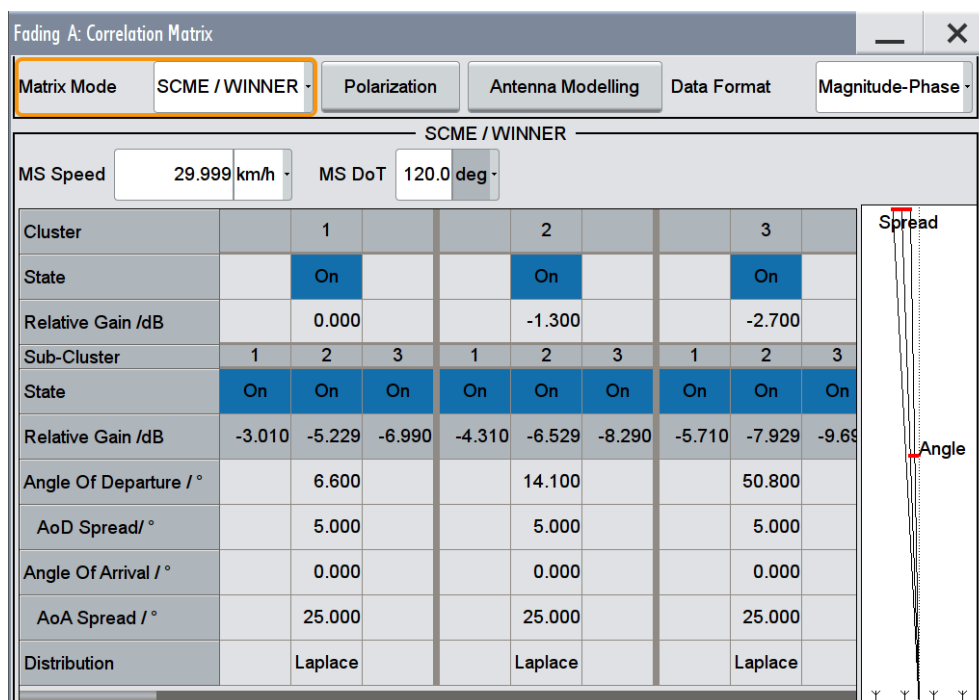 Fading A: Correlation Matrix
Matrix Mode SCME / WINNER Polarization Antenna Modelling Data Format Magnitude-Phase
SCME / WINNER
MS Speed 29.999 km/h MS DoT 120.0 deg
Cluster 1 2 3
State On On On
Relative Gain /dB 0.000 -1.300 -2.700
Sub-Cluster 1 2 3 1 2 3 1 2 3
State On On On On On On On On On
Relative Gain /dB -3.010 -5.229 -6.990 -4.310 -6.529 -8.290 -5.710 -7.929
Angle Of Departure / ° 6.600 14.100 50.800
AoD Spread/ ° 5.000 5.000 5.000
Angle Of Arrival / ° 0.000 0.000 0.000
AoA Spread / ° 25.000 25.000 25.000
Distribution Laplace Laplace Laplace
Spread
Angle